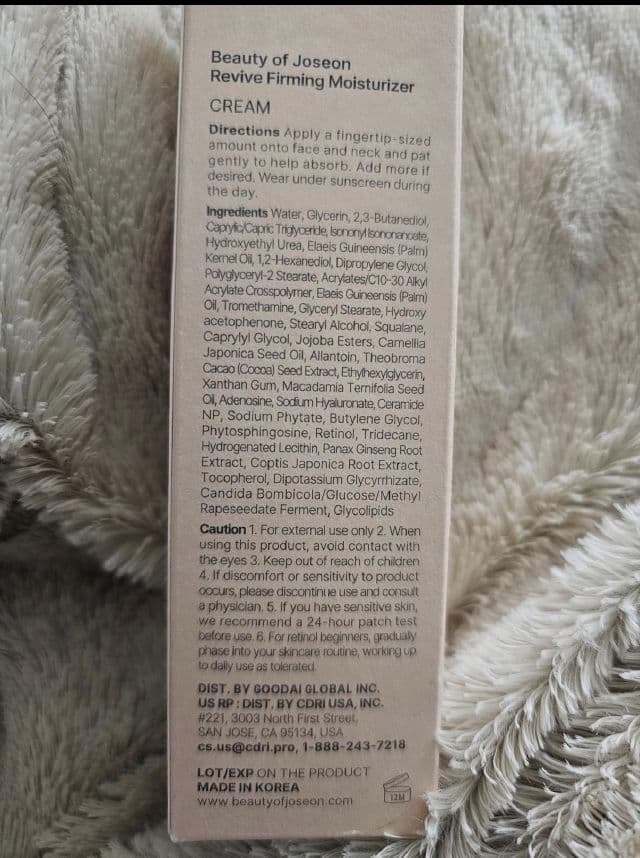 Beauty of Joseon
Revive Firming Moisturizer
CREAM
Directions Apply a fingertip-sized
amount onto face and neck and pat
gently to help absorb. Add more if
desired. Wear under sunscreen during
the day.
Ingredients Water, Glycerin, 2,3-Butanediol,
Caprylic/Capric Triglyceride, Isononyl Isononanoate,
Hydroxyethyl Urea, Elaeis Guineensis (Palm)
Kernel Oil, 1,2-Hexanediol, Dipropylene Glycol,
Polyglyceryl-2 Stearate, Acrylates/C10-30 Alkyl
Acrylate Crosspolymer, Elaeis Guineensis (Palm)
Oil, Tromethamine, Glyceryl Stearate, Hydroxy
acetophenone, Stearyl Alcohol, Squalane,
Caprylyl Glycol, Jojoba Esters, Camellia
Japonica Seed Oil, Allantoin, Theobroma
Cacao (Cocoa) Seed Extract, Ethylhexylglycerin,
Xanthan Gum, Macadamia Ternifolia Seed
Oil, Adenosine, Sodium Hyaluronate, Ceramide
NP, Sodium Phytate, Butylene Glycol,
Phytosphingosine, Retinol, Tridecane,
Hydrogenated Lecithin, Panax Ginseng Root
Extract, Coptis Japonica Root Extract,
Tocopherol, Dipotassium Glycyrrhizate,
Candida Bombicola/Glucose/Methyl
Rapeseedate Ferment, Glycolipids
Caution 1. For external use only 2. When
using this product, avoid contact with
the eyes 3. Keep out of reach of children
4. If discomfort or sensitivity to product
occurs, please discontinue use and consult
a physician. 5. If you have sensitive skin,
we recommend a 24-hour patch test
before use. 6. For retinol beginners, gradually
phase into your skincare routine, working up
to daily use as tolerated.
DIST. BY GOODAI GLOBAL INC.
US RP : DIST. BY CDRI USA, INC.
#221, 3003 North First Street,
SAN JOSE, CA 95134, USA
cs.us@cdri.pro, 1-888-243-7218
LOT/EXP ON THE PRODUCT
MADE IN KOREA
www.beautyofjoseon.com
12M